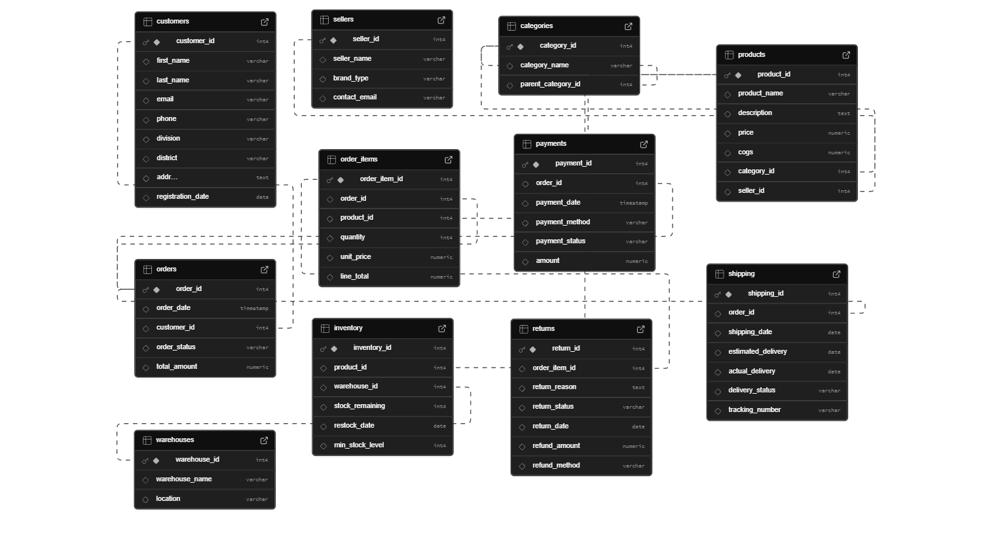 customers
customer_id int4
first_name varchar
last_name varchar
email varchar
phone varchar
division varchar
district varchar
addr... text
registration_date date
sellers
seller_id int4
seller_name varchar
brand_type varchar
contact_email varchar
categories
category_id int4
category_name varchar
parent_category_id int4
products
product_id int4
product_name varchar
description text
price numeric
cogs numeric
category_id int4
seller_id int4
order_items
order_item_id int4
order_id int4
product_id int4
quantity int4
unit_price numeric
line_total numeric
payments
payment_id int4
order_id int4
payment_date timestamp
payment_method varchar
payment_status varchar
amount numeric
orders
order_id int4
order_date timestamp
customer_id int4
order_status varchar
total_amount numeric
inventory
inventory_id int4
product_id int4
warehouse_id int4
stock_remaining int4
restock_date date
min_stock_level int4
returns
return_id int4
order_item_id int4
return_reason text
return_status varchar
return_date date
refund_amount numeric
refund_method varchar
shipping
shipping_id int4
order_id int4
shipping_date date
estimated_delivery date
actual_delivery date
delivery_status varchar
tracking_number varchar
warehouses
warehouse_id int4
warehouse_name varchar
location varchar